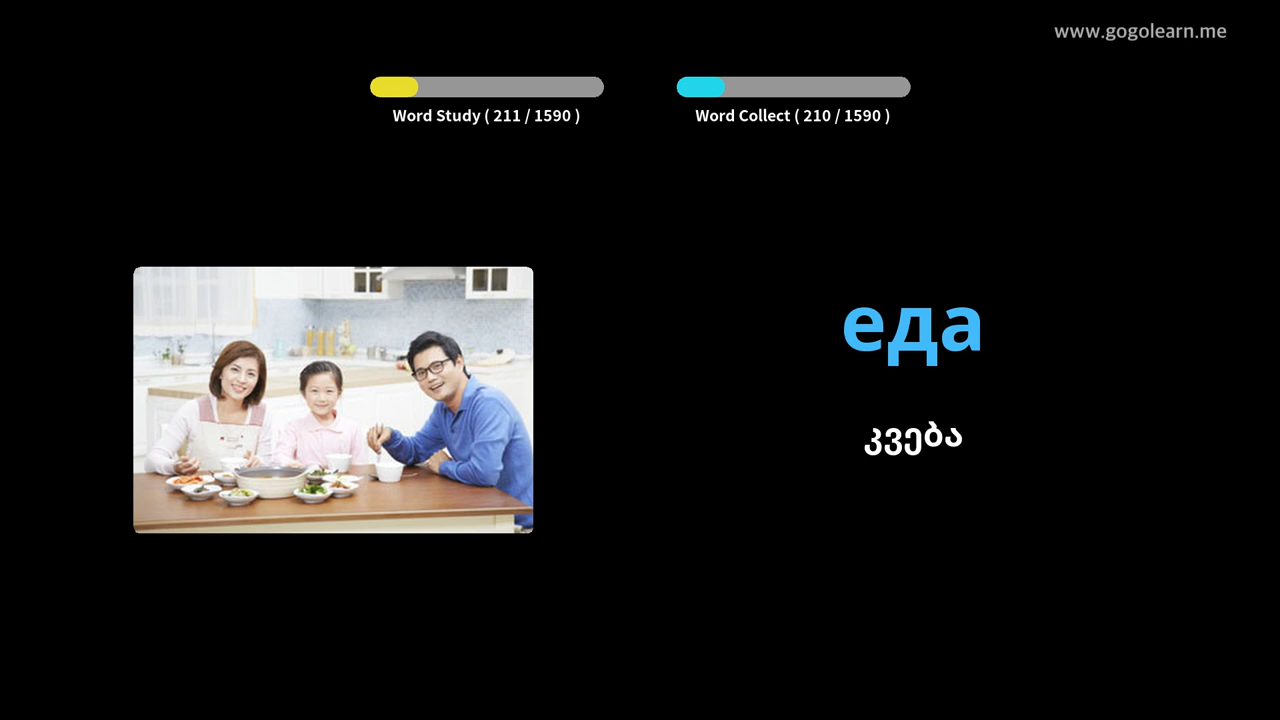 www.gogolearn.me
Word Study ( 211 / 1590 )
Word Collect ( 210 / 1590 )
еда
კვება